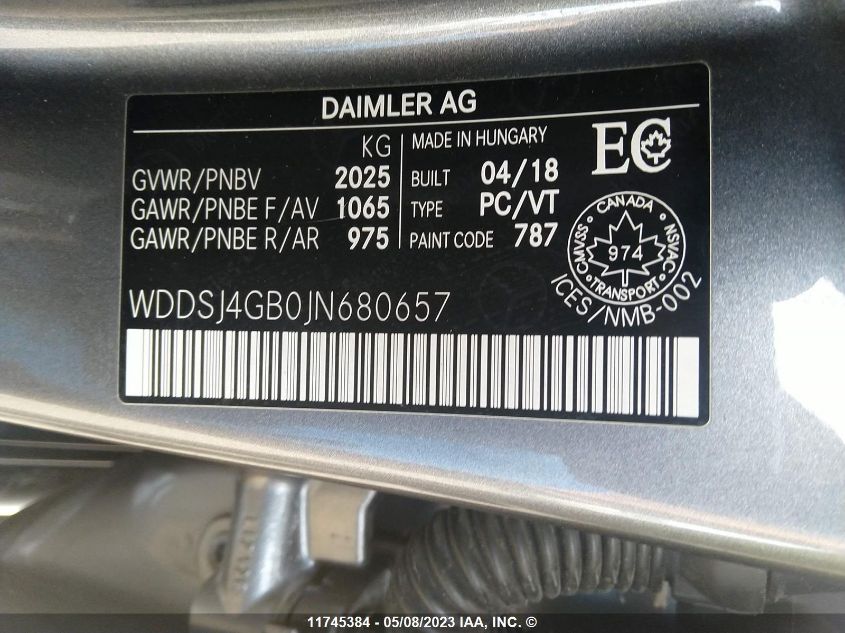 DAIMLER AG
KG
GVWR/PNBV 2025
GAWR/PNBE F/AV 1065
GAWR/PNBE R/AR 975
MADE IN HUNGARY
BUILT 04/18
TYPE PC/VT
PAINT CODE 787
EC
CANADA
CMVSS
974
NSVAC
TRANSPORT
ICES/NMB-002
WDDSJ4GB0JN680657
11745384 - 05/08/2023 IAA, INC. ©